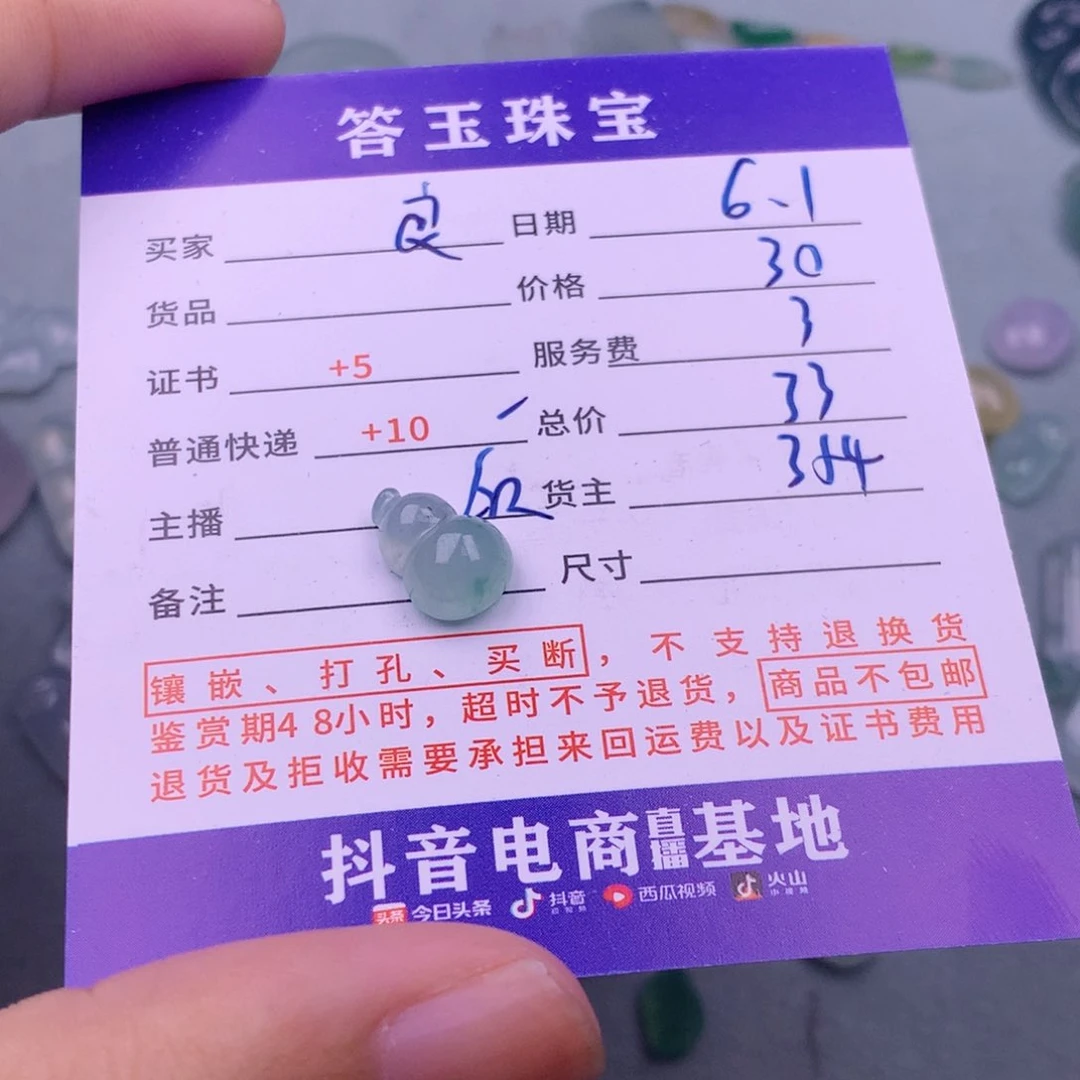 答玉珠宝
买家 良 日期 6、1
货品 价格 30
证书 +5 服务费 3
普通快递 +10 总价 33
主播 货主
备注 尺寸
镶嵌、打孔、买断，不支持退换货
鉴赏期48小时，超时不予退货，商品不包邮
退货及拒收需要承担来回运费以及证书费用
抖音电商直播基地
头条 今日头条 抖音 西瓜视频 火山